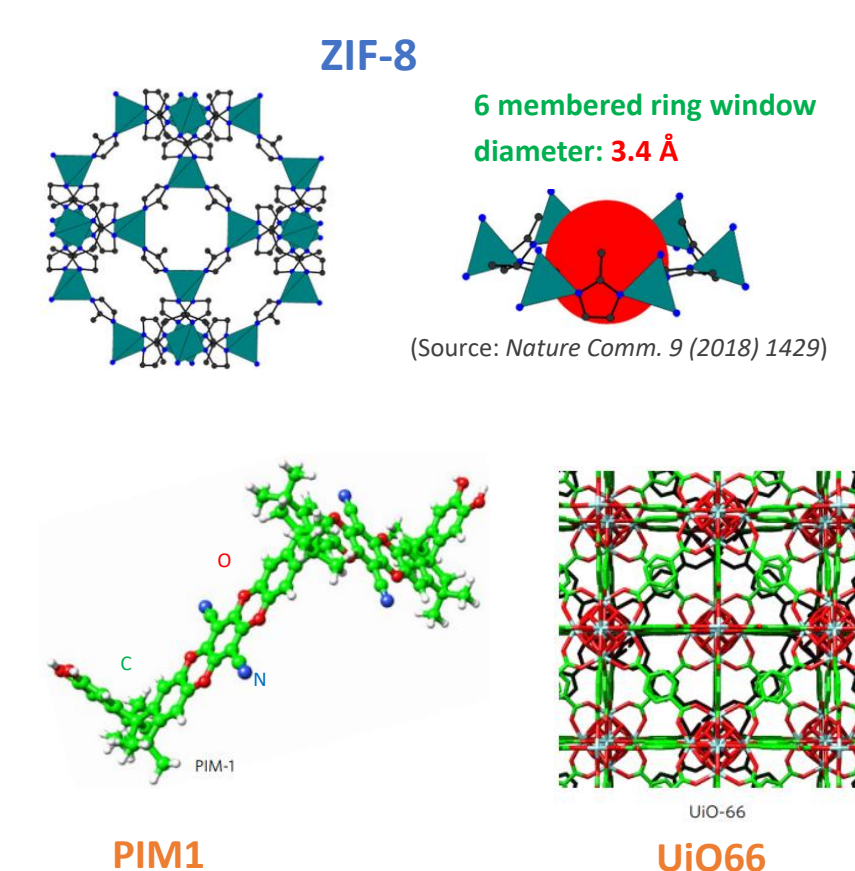 ZIF-8
6 membered ring window
diameter: 3.4 Å
(Source: Nature Comm. 9 (2018) 1429)
O
C
N
PIM-1
UiO-66
PIM1
UiO66